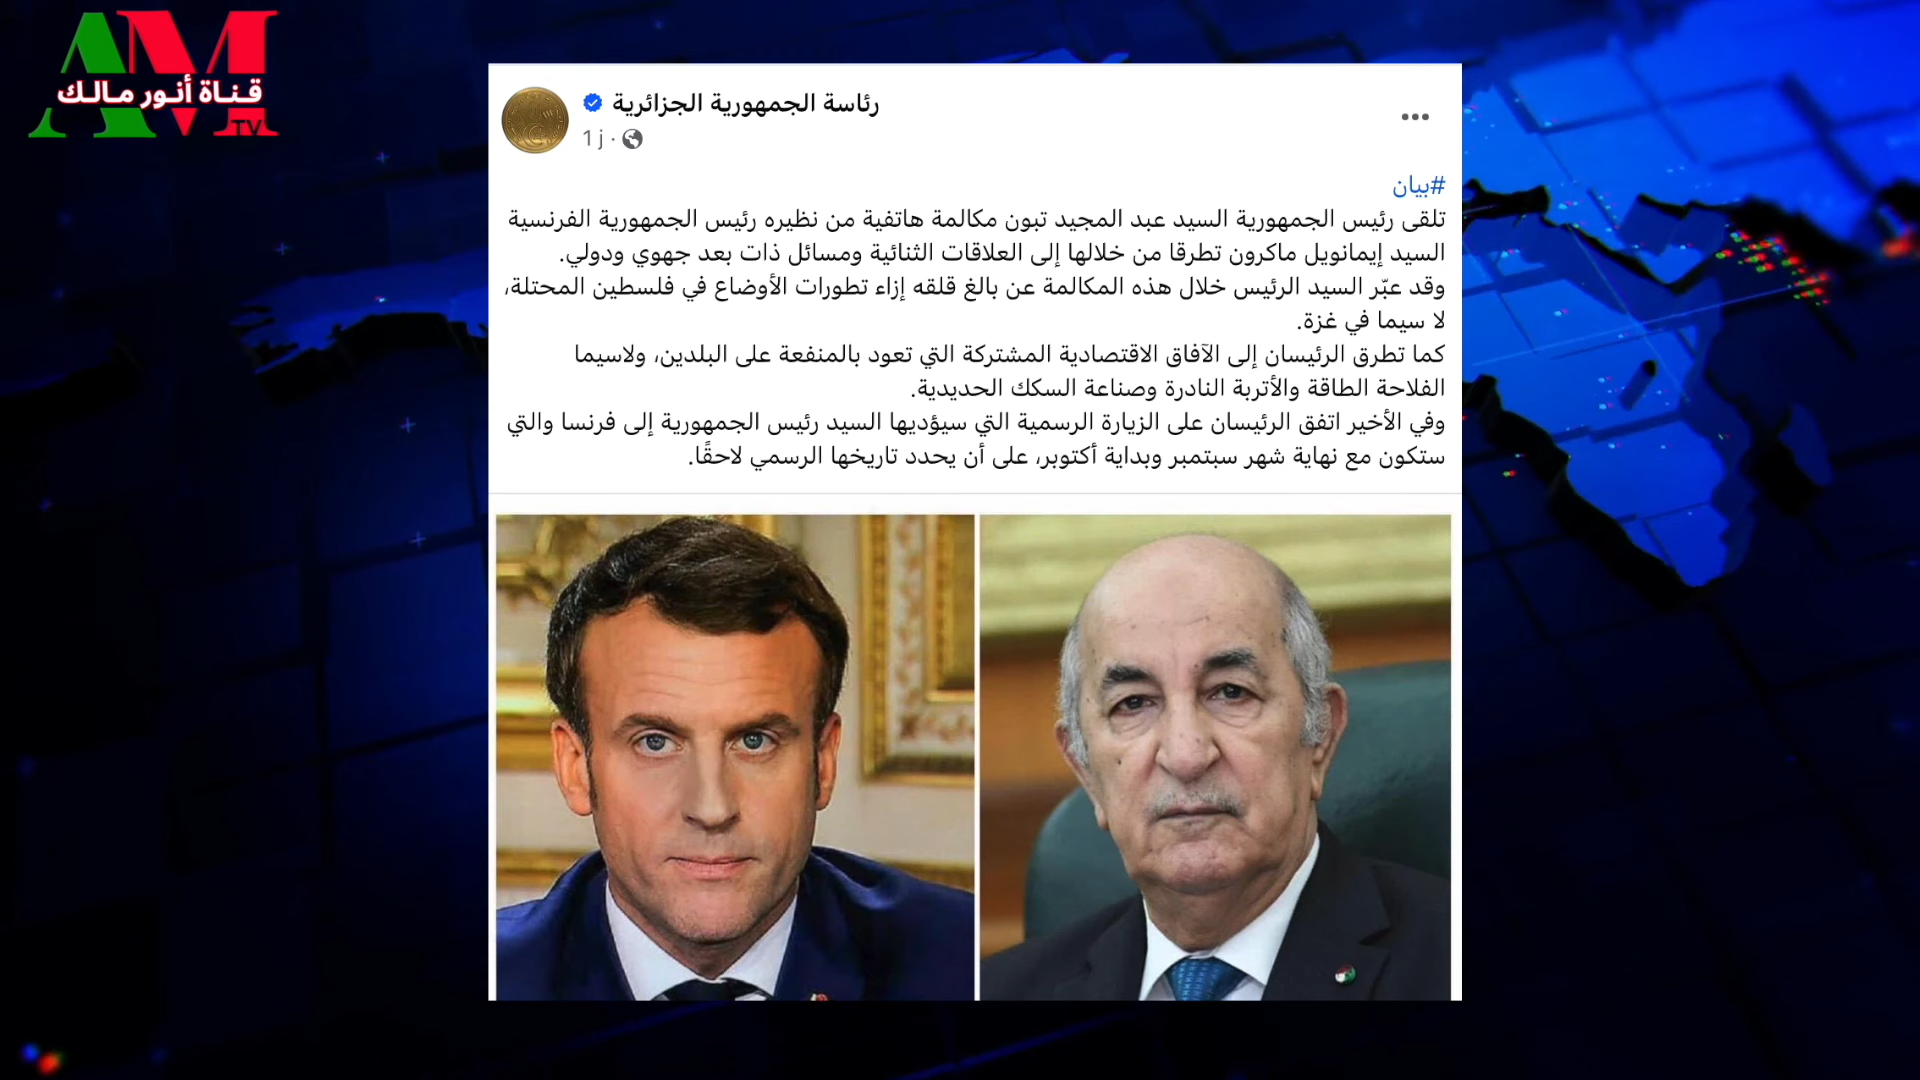 AM
قناة أنور مالك
TV
رئاسة الجمهورية الجزائرية
1 j ·
#بيان
تلقى رئيس الجمهورية السيد عبد المجيد تبون مكالمة هاتفية من نظيره رئيس الجمهورية الفرنسية
السيد إيمانويل ماكرون تطرقا من خلالها إلى العلاقات الثنائية ومسائل ذات بعد جهوي ودولي.
وقد عبّر السيد الرئيس خلال هذه المكالمة عن بالغ قلقه إزاء تطورات الأوضاع في فلسطين المحتلة،
لا سيما في غزة.
كما تطرق الرئيسان إلى الآفاق الاقتصادية المشتركة التي تعود بالمنفعة على البلدين، ولاسيما
الفلاحة الطاقة والأتربة النادرة وصناعة السكك الحديدية.
وفي الأخير اتفق الرئيسان على الزيارة الرسمية التي سيؤديها السيد رئيس الجمهورية إلى فرنسا والتي
ستكون مع نهاية شهر سبتمبر وبداية أكتوبر، على أن يحدد تاريخها الرسمي لاحقًا.